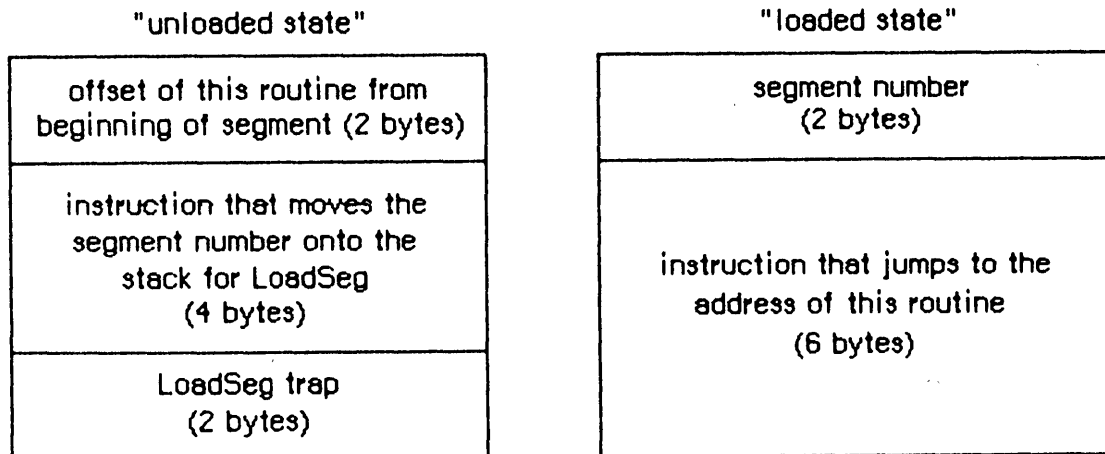 "unloaded state"
offset of this routine from
beginning of segment (2 bytes)
instruction that moves the
segment number onto the
stack for LoadSeg
(4 bytes)
LoadSeg trap
(2 bytes)
"loaded state"
segment number
(2 bytes)
instruction that jumps to the
address of this routine
(6 bytes)